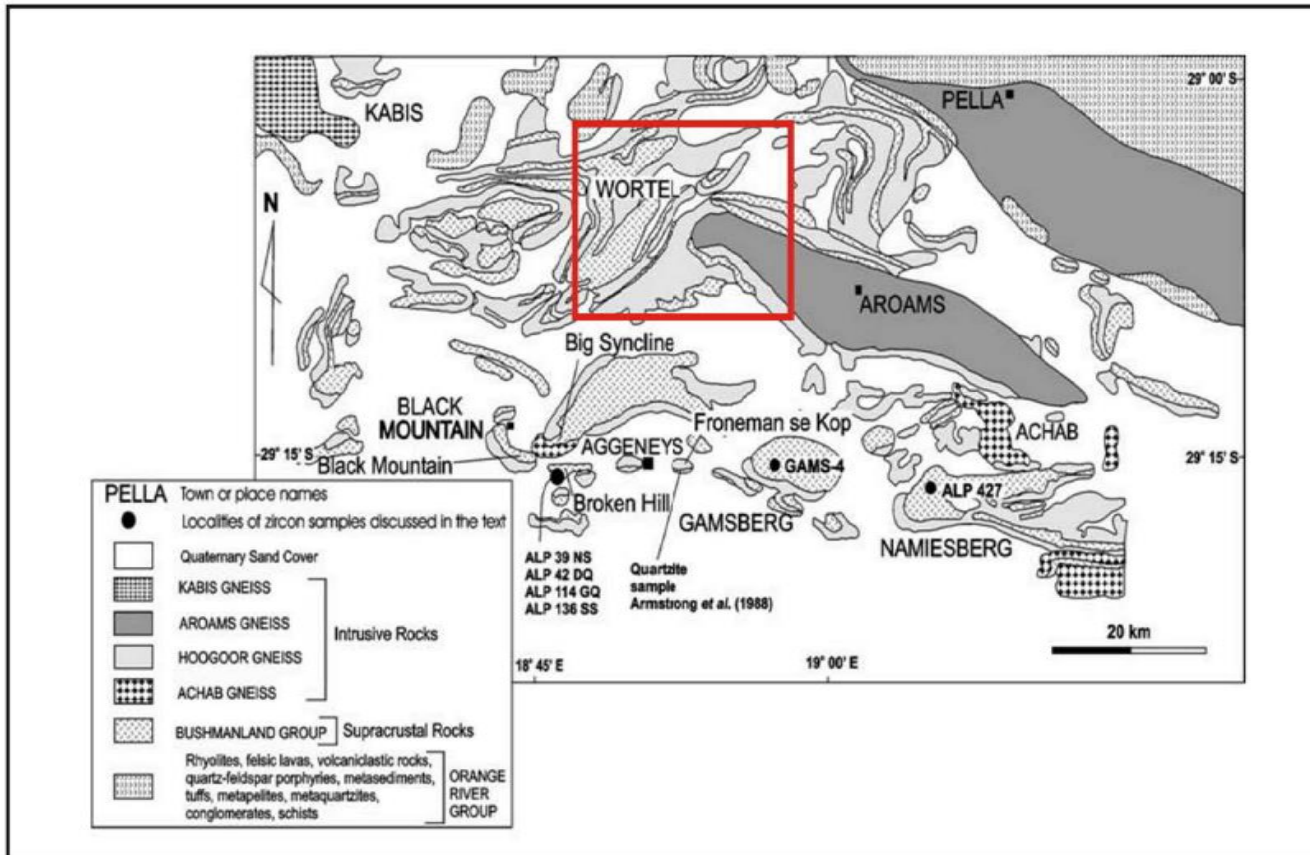 29° 00' S
PELLA
KABIS
WORTEL
N
AROAMS
Big Syncline
BLACK
MOUNTAIN
Froneman se Kop
ACHAB
AGGENEYS
29° 15' S
Black Mountain
GAMS-4
29° 15' S
ALP 427
Broken Hill
GAMSBERG
NAMIESBERG
ALP 39 NS
ALP 42 DQ
ALP 114 GQ
ALP 136 SS
Quartzite
sample
Armstrong et al. (1988)
20 km
18° 45' E
19° 00' E
PELLA Town or place names
Localities of zircon samples discussed in the text
Quaternary Sand Cover
KABIS GNEISS
AROAMS GNEISS
Intrusive Rocks
HOOGOOR GNEISS
ACHAB GNEISS
BUSHMANLAND GROUP Supracrustal Rocks
Rhyolites, felsic lavas, volcaniclastic rocks,
quartz-feldspar porphyries, metasediments,
tuffs, metapelites, metaquartzites,
conglomerates, schists
ORANGE
RIVER
GROUP